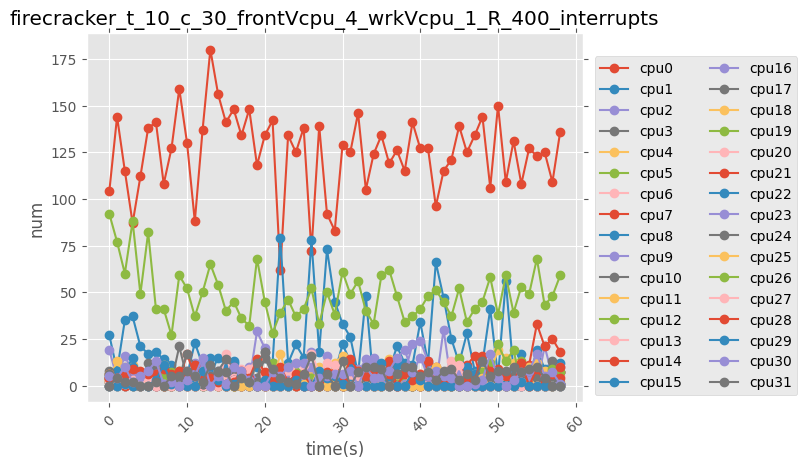 firecracker_t_10_c_30_frontVcpu_4_wrkVcpu_1_R_400_interrupts
175
150
125
100
75
50
25
0
num
0 10 20 30 40 50 60
time(s)
cpu0 cpu16
cpu1 cpu17
cpu2 cpu18
cpu3 cpu19
cpu4 cpu20
cpu5 cpu21
cpu6 cpu22
cpu7 cpu23
cpu8 cpu24
cpu9 cpu25
cpu10 cpu26
cpu11 cpu27
cpu12 cpu28
cpu13 cpu29
cpu14 cpu30
cpu15 cpu31